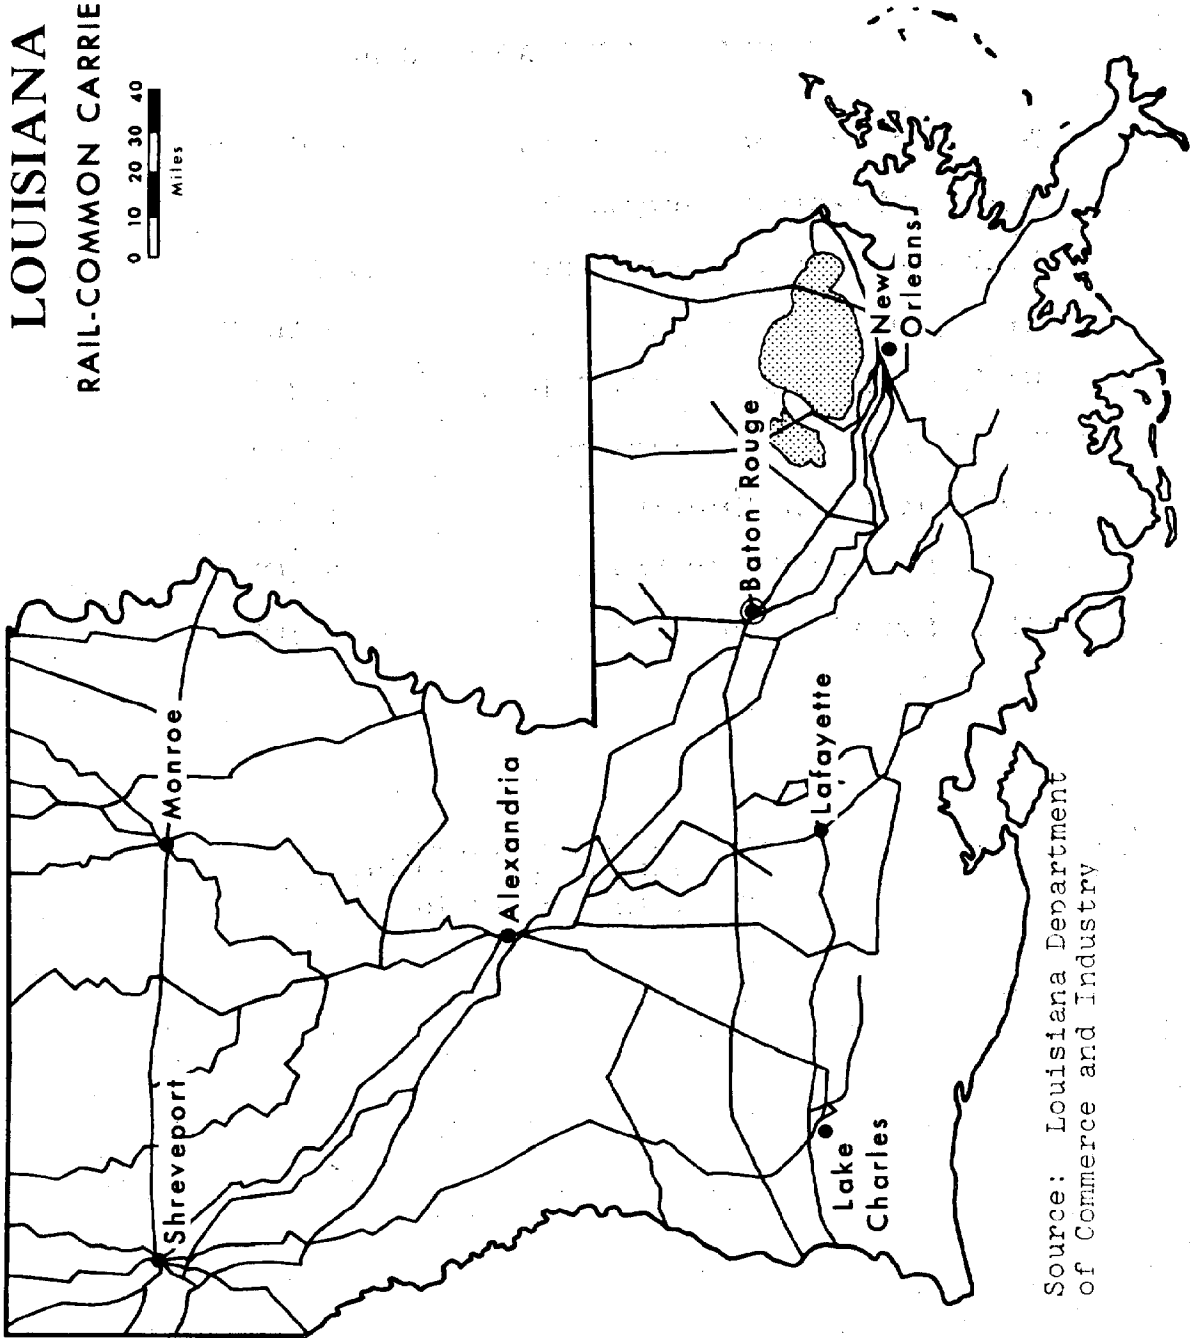 LOUISIANA
RAIL-COMMON CARRIE
0 10 20 30 40
Miles
Shreveport
Monroe
Alexandria
Baton Rouge
New
Orleans
Lafayette
Lake
Charles
Source: Louisiana Department
of Commerce and Industry